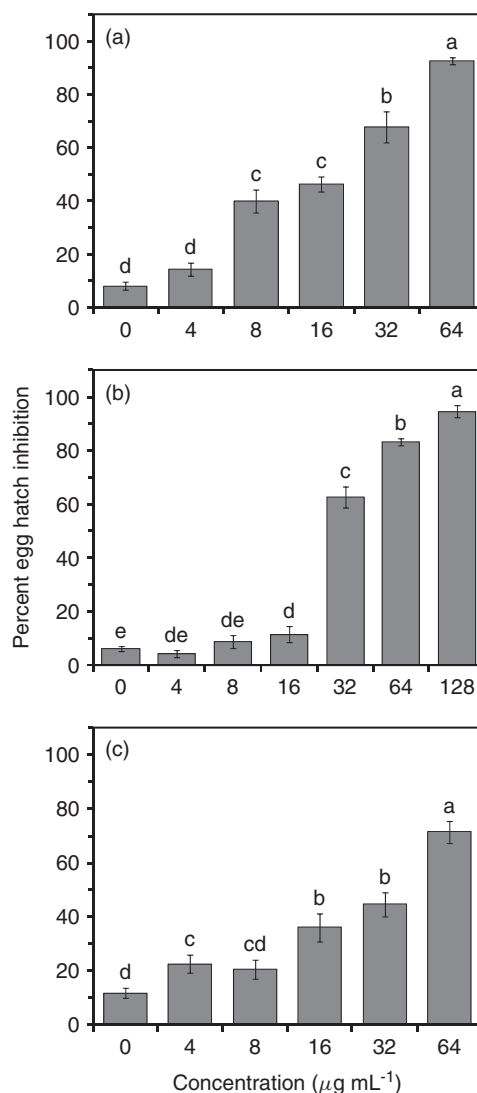 (a)
100
80
60
40
20
0
d
d
c
c
b
a
0 4 8 16 32 64
Percent egg hatch inhibition
(b)
100
80
60
40
20
0
e
de
de
d
c
b
a
0 4 8 16 32 64 128
(c)
100
80
60
40
20
0
d
c
cd
b
b
a
0 4 8 16 32 64
Concentration (μg mL⁻¹)